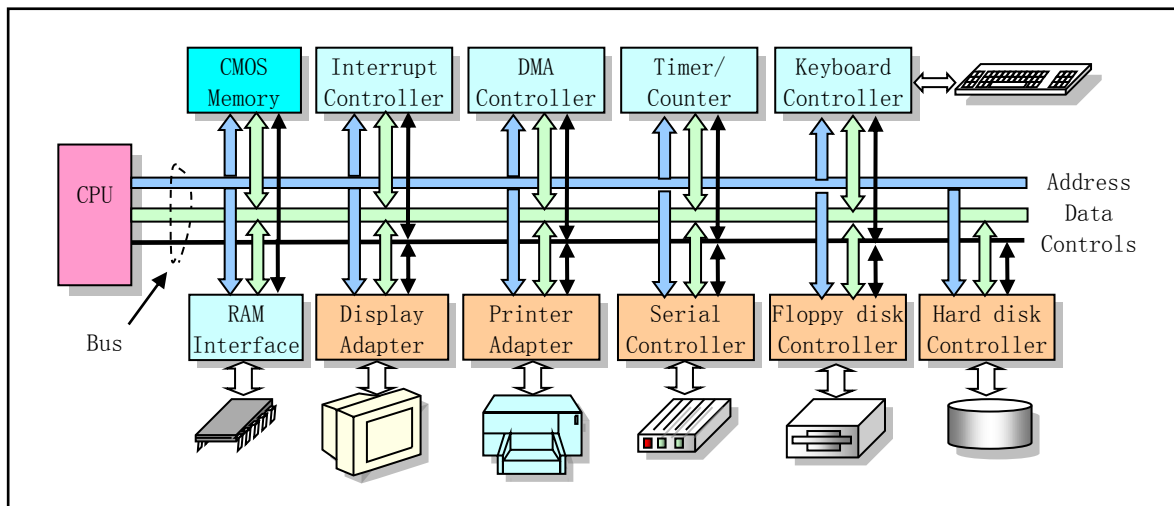 CMOS
Memory
Interrupt
Controller
DMA
Controller
Timer/
Counter
Keyboard
Controller
CPU
Address
Data
Controls
Bus
RAM
Interface
Display
Adapter
Printer
Adapter
Serial
Controller
Floppy disk
Controller
Hard disk
Controller